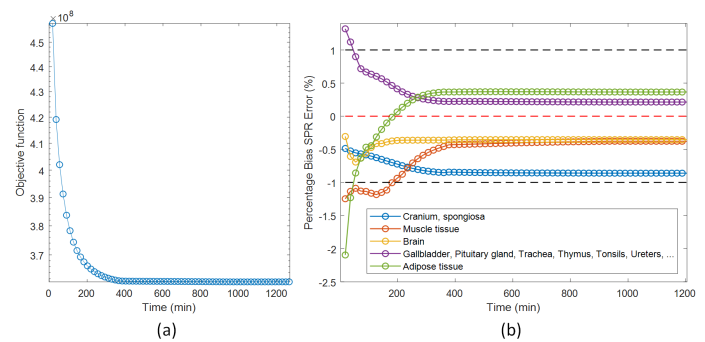 ×10⁸
4.5
4.4
4.3
4.2
4.1
4
3.9
3.8
3.7
0
200
400
600
800
1000
1200
Objective function
Time (min)
(a)
1
0.5
0
-0.5
-1
-1.5
-2
-2.5
200
400
600
800
1000
1200
Percentage Bias SPR Error (%)
Time (min)
Cranium, spongiosa
Muscle tissue
Brain
Gallbladder, Pituitary gland, Trachea, Thymus, Tonsils, Ureters, ...
Adipose tissue
(b)